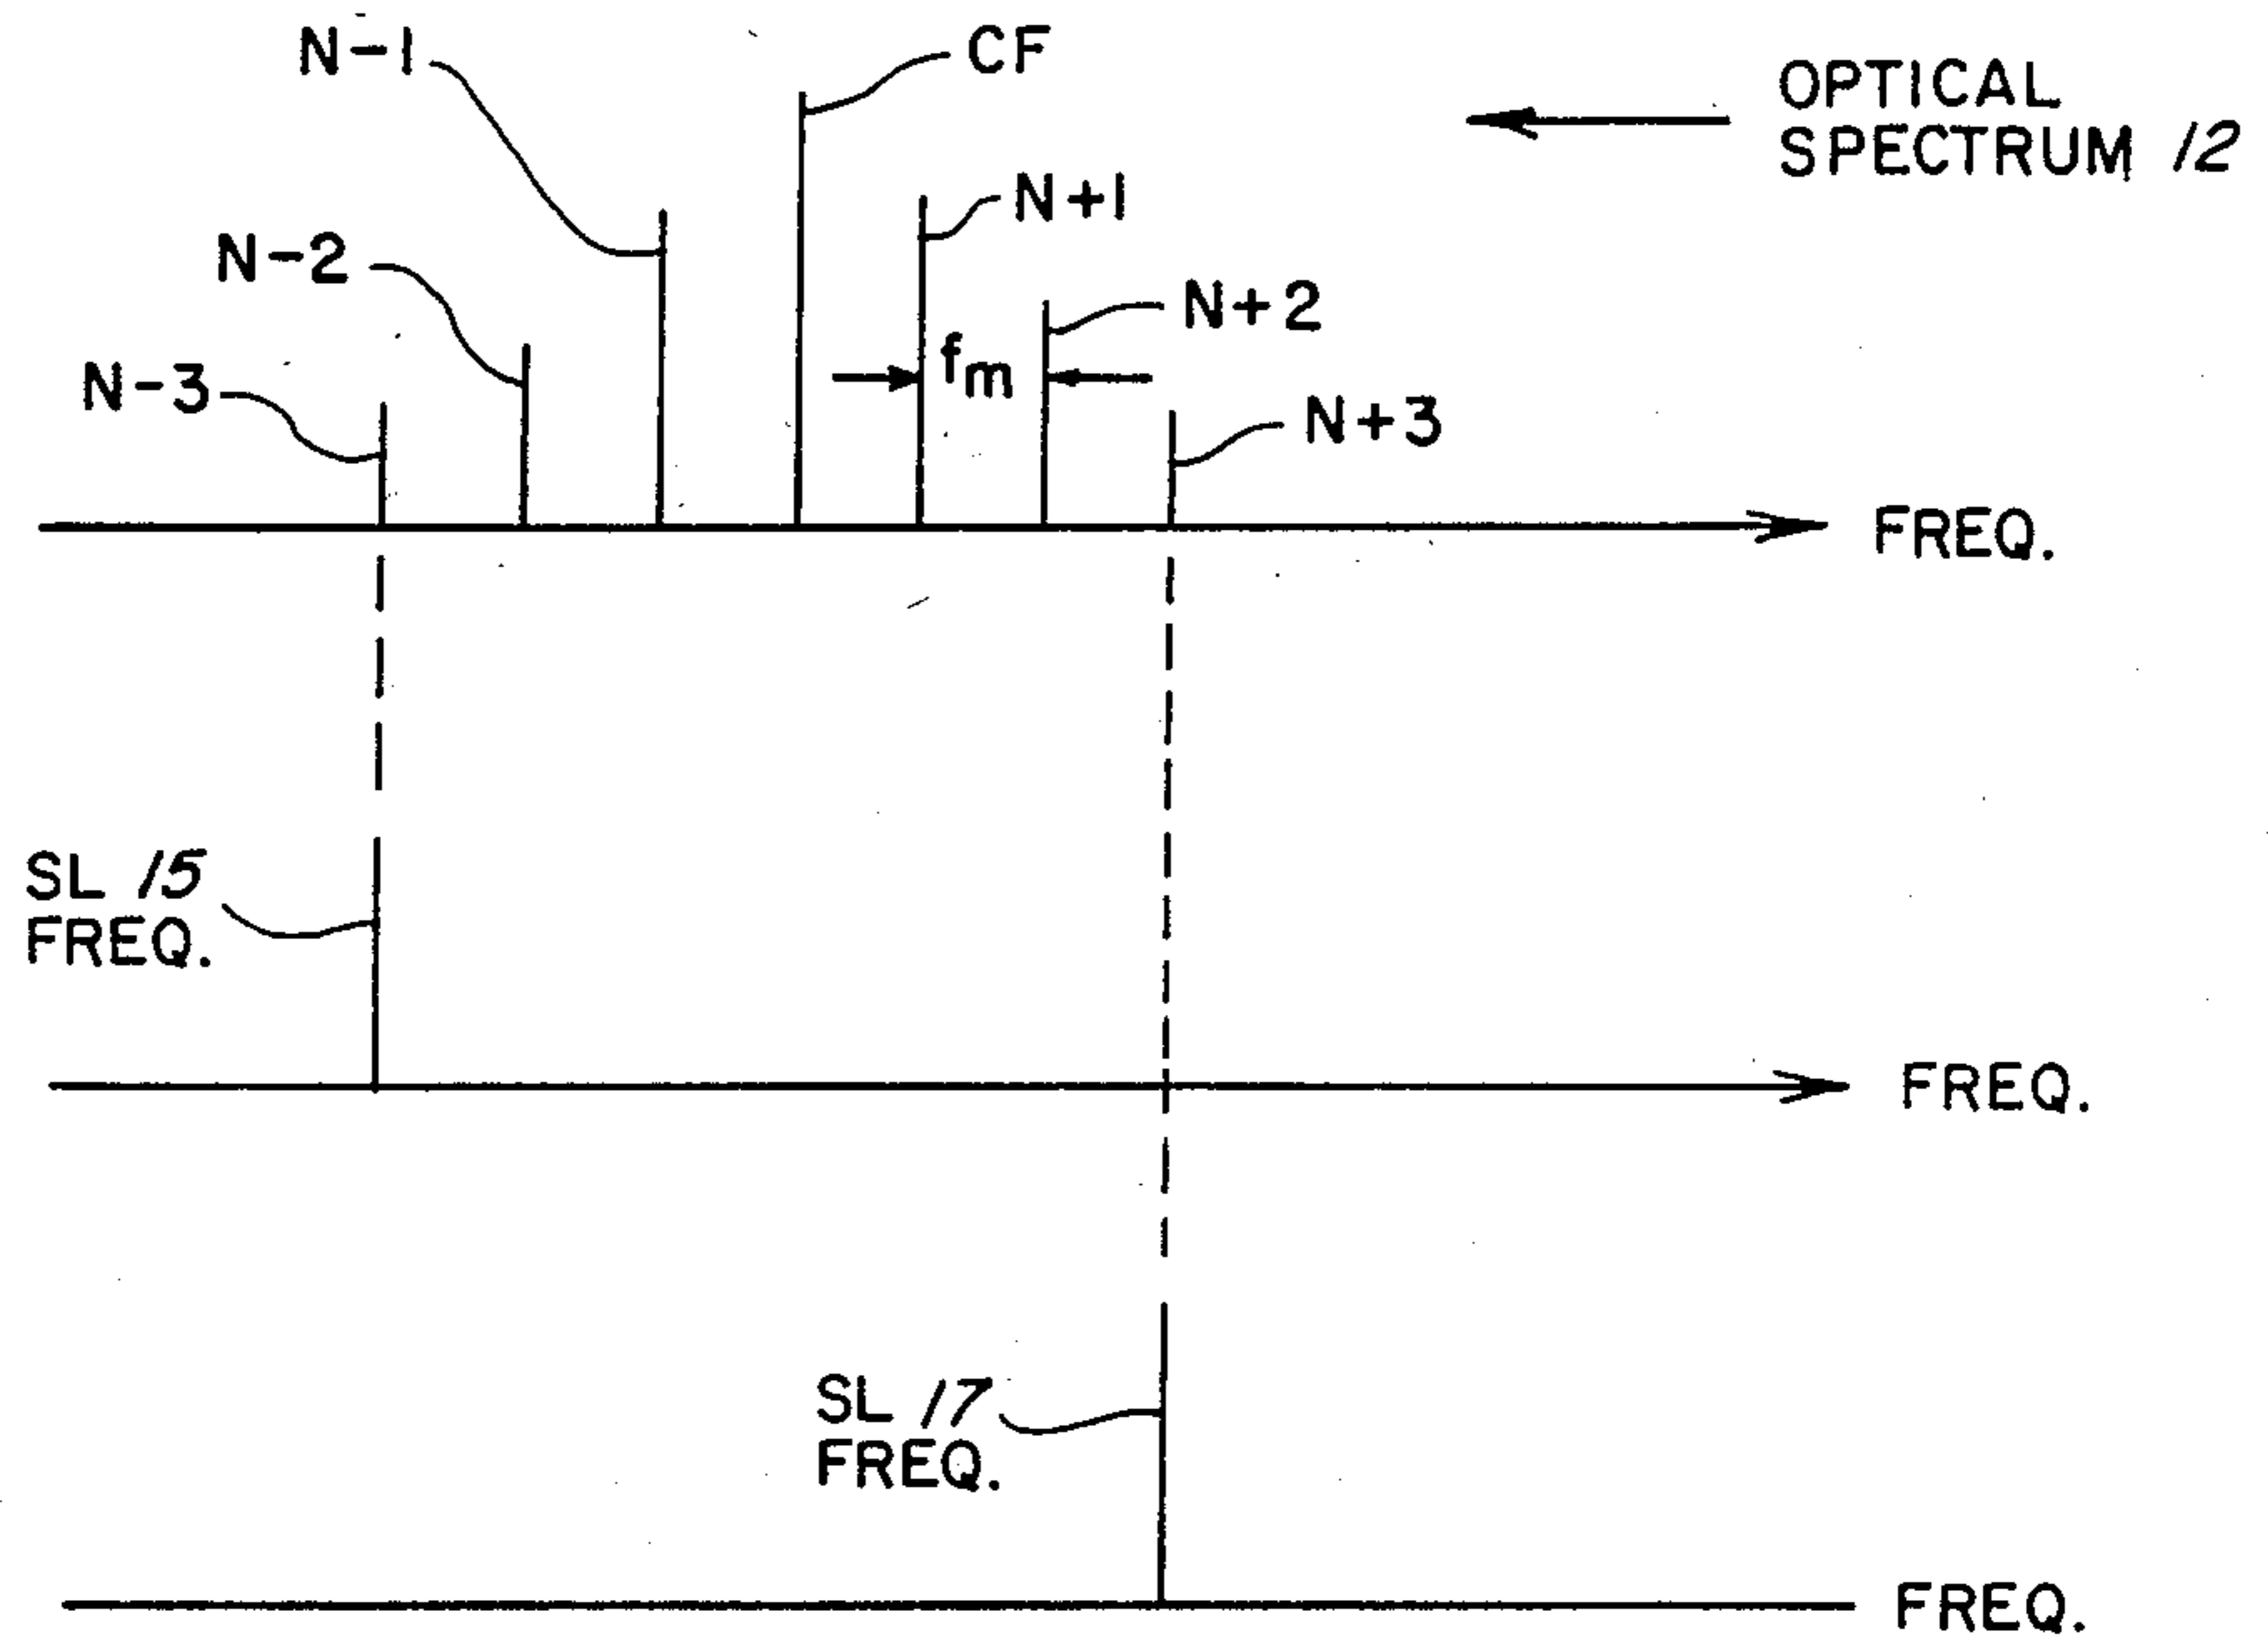 N-1
CF
OPTICAL
SPECTRUM 12
N+1
N-2
N+2
fm
N-3
N+3
FREQ.
SL 15
FREQ.
FREQ.
SL 17
FREQ.
FREQ.